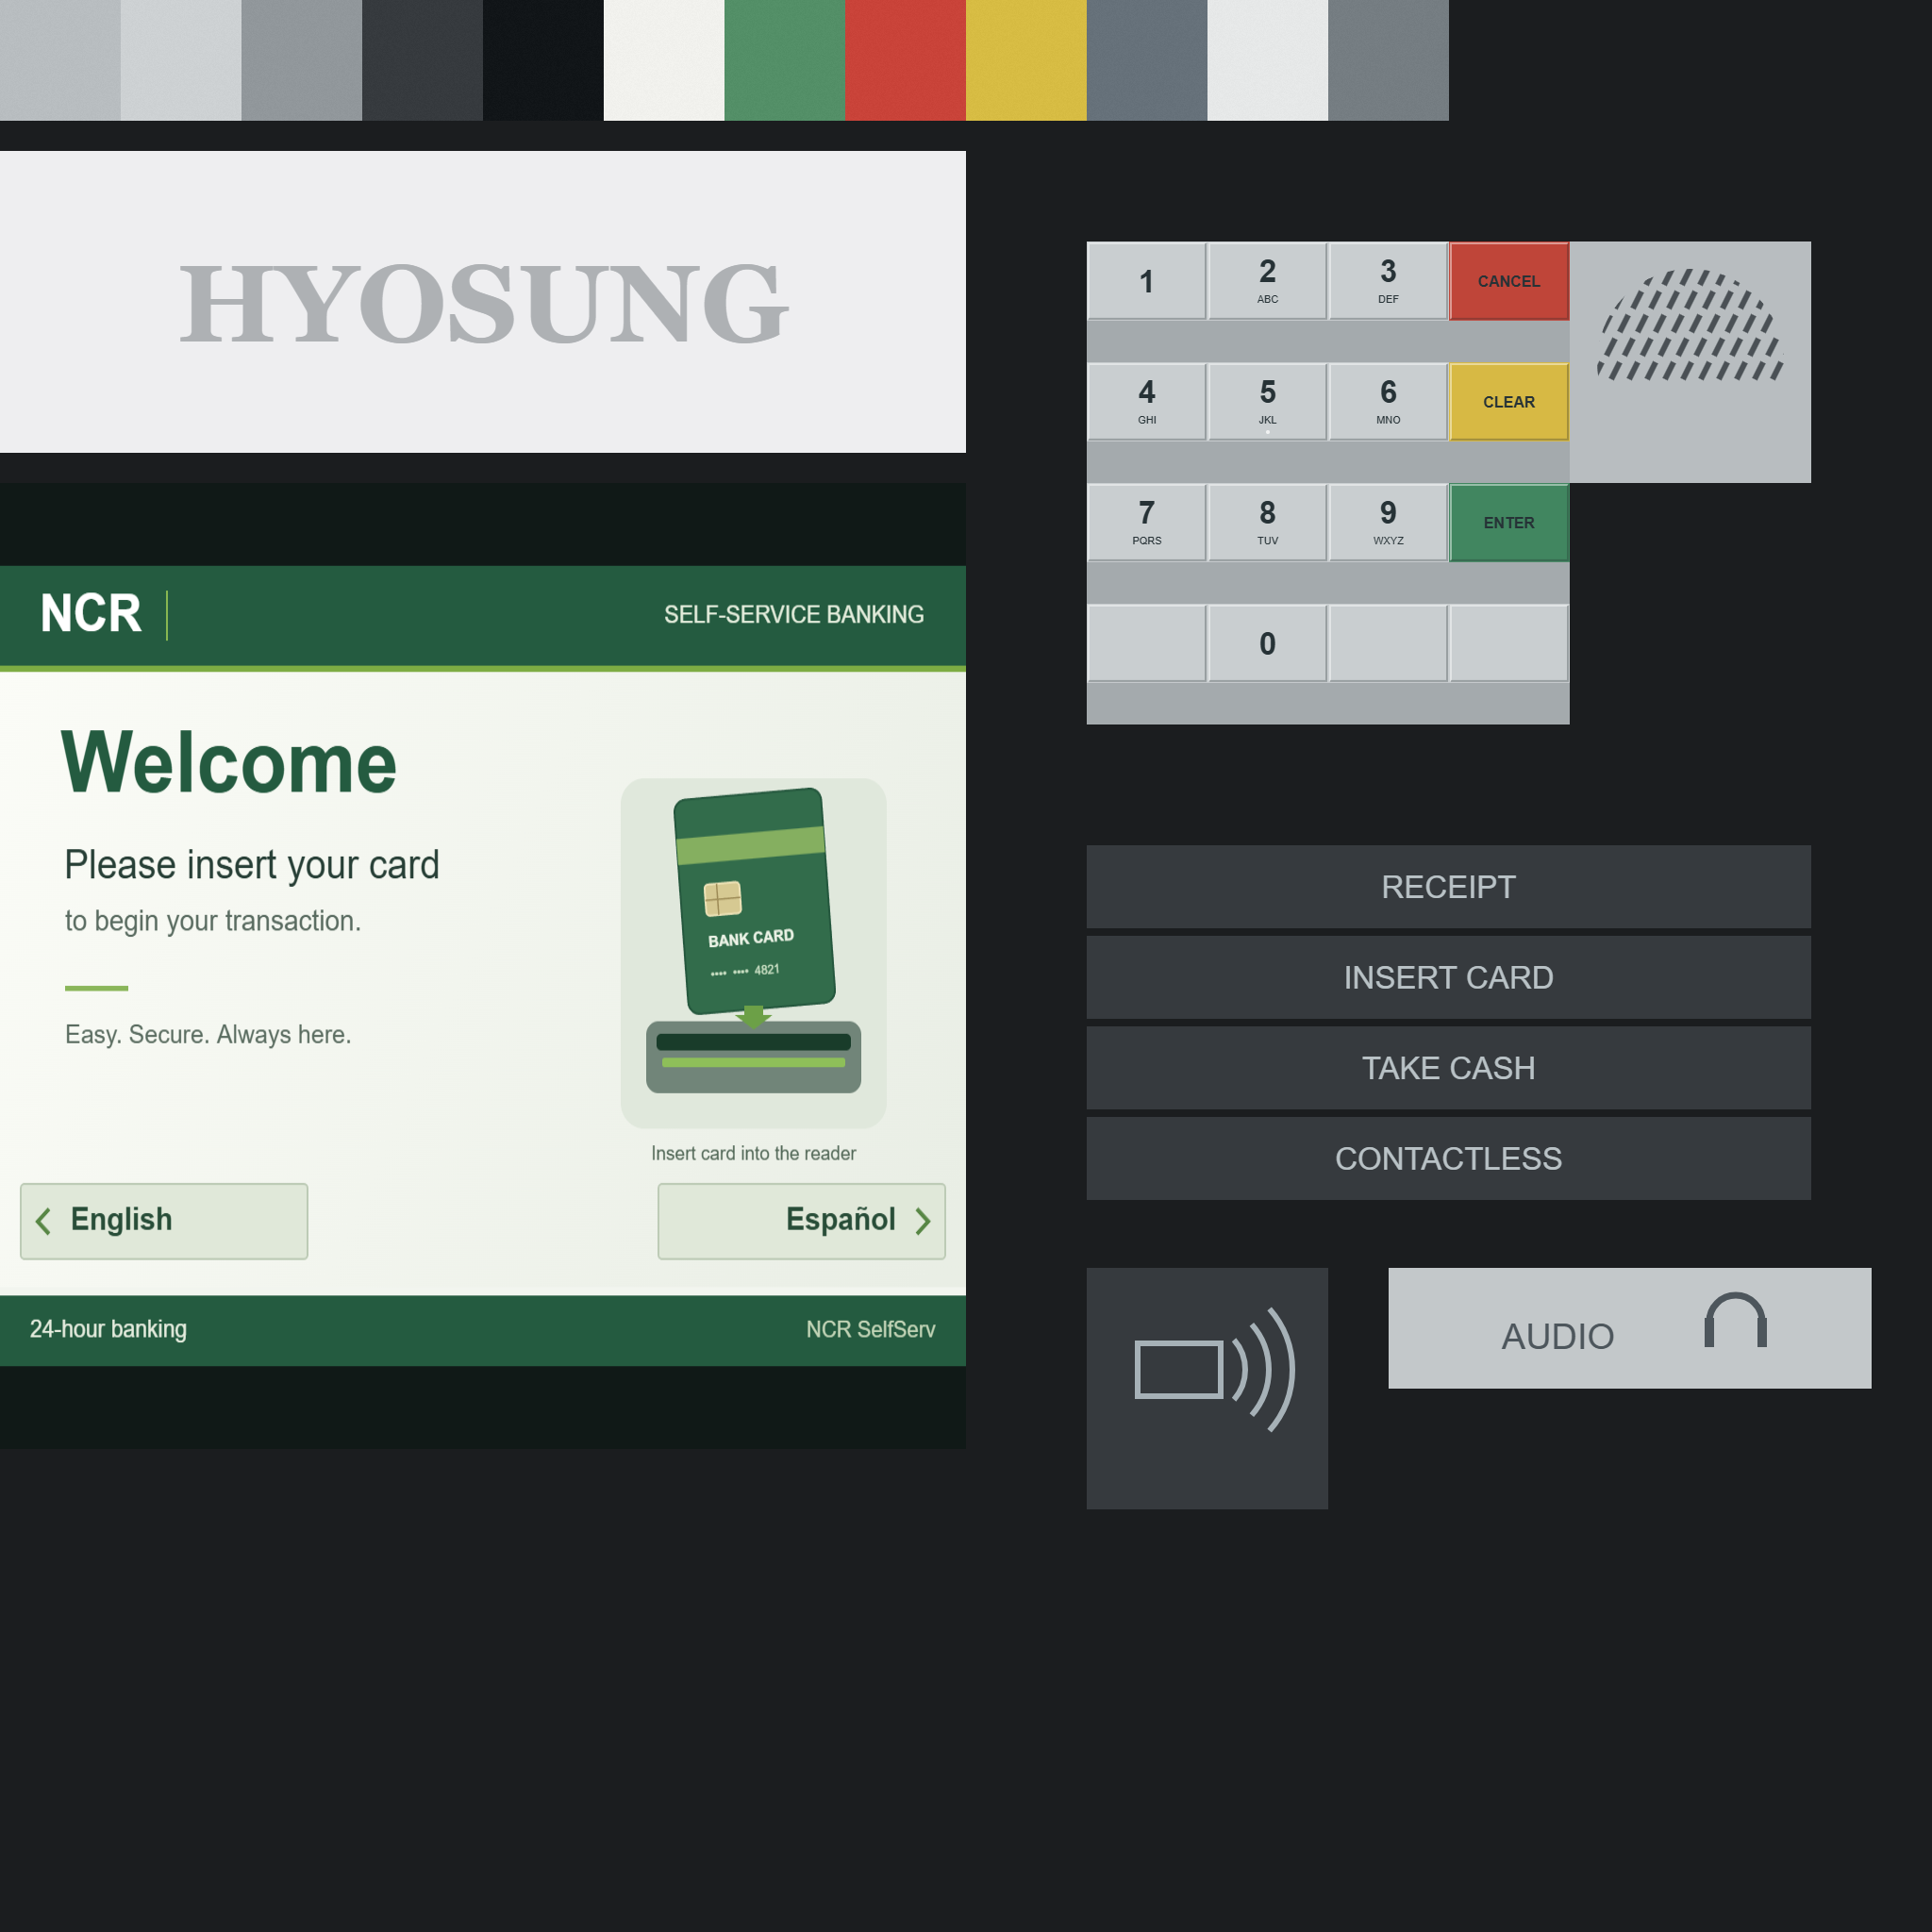 HYOSUNG
NCR
SELF-SERVICE BANKING
Welcome
Please insert your card
to begin your transaction.
Easy. Secure. Always here.
BANK CARD
•••• •••• 4821
Insert card into the reader
English
Español
24-hour banking
NCR SelfServ
1
2
3
CANCEL
ABC
DEF
4
5
6
CLEAR
GHI
JKL
MNO
7
8
9
ENTER
PQRS
TUV
WXYZ
0
RECEIPT
INSERT CARD
TAKE CASH
CONTACTLESS
AUDIO